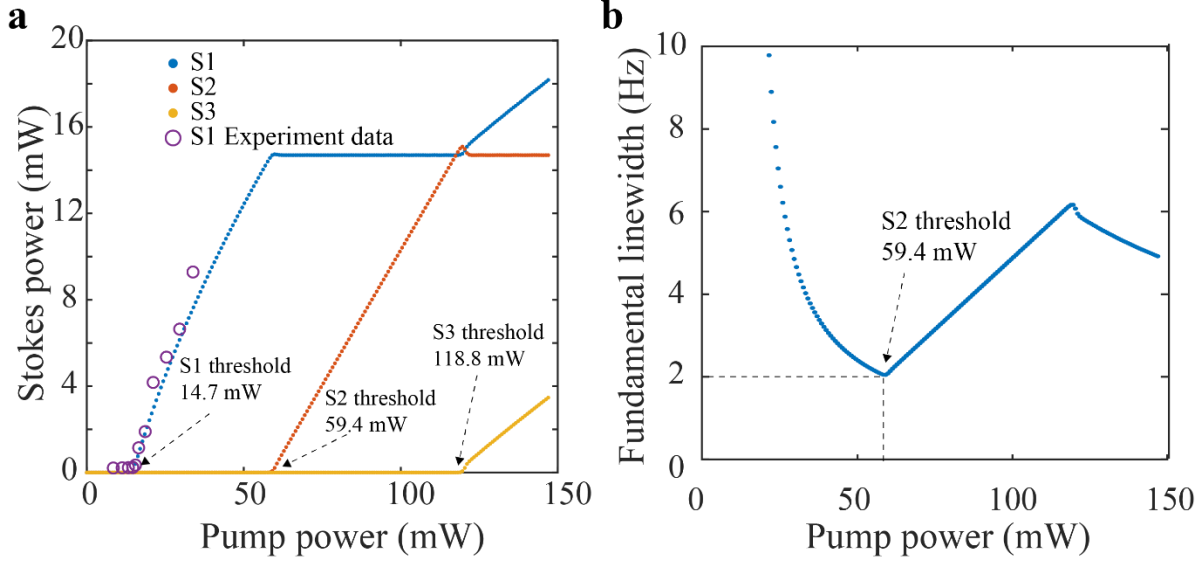 a
20
16
12
8
4
0
Stokes power (mW)
S1
S2
S3
S1 Experiment data
S1 threshold
14.7 mW
S2 threshold
59.4 mW
S3 threshold
118.8 mW
0
50
100
150
Pump power (mW)
b
10
8
6
4
2
0
Fundamental linewidth (Hz)
S2 threshold
59.4 mW
0
50
100
150
Pump power (mW)